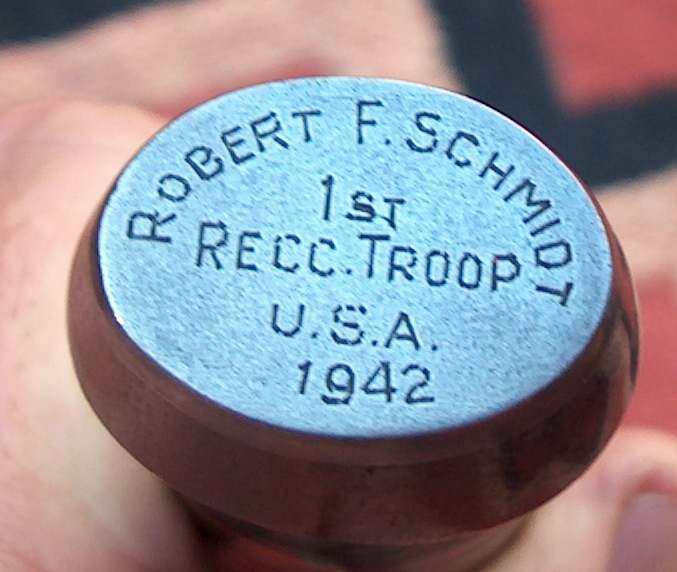 ROBERT F. SCHMIDT
1ST
RECC. TROOP
U.S.A.
1942